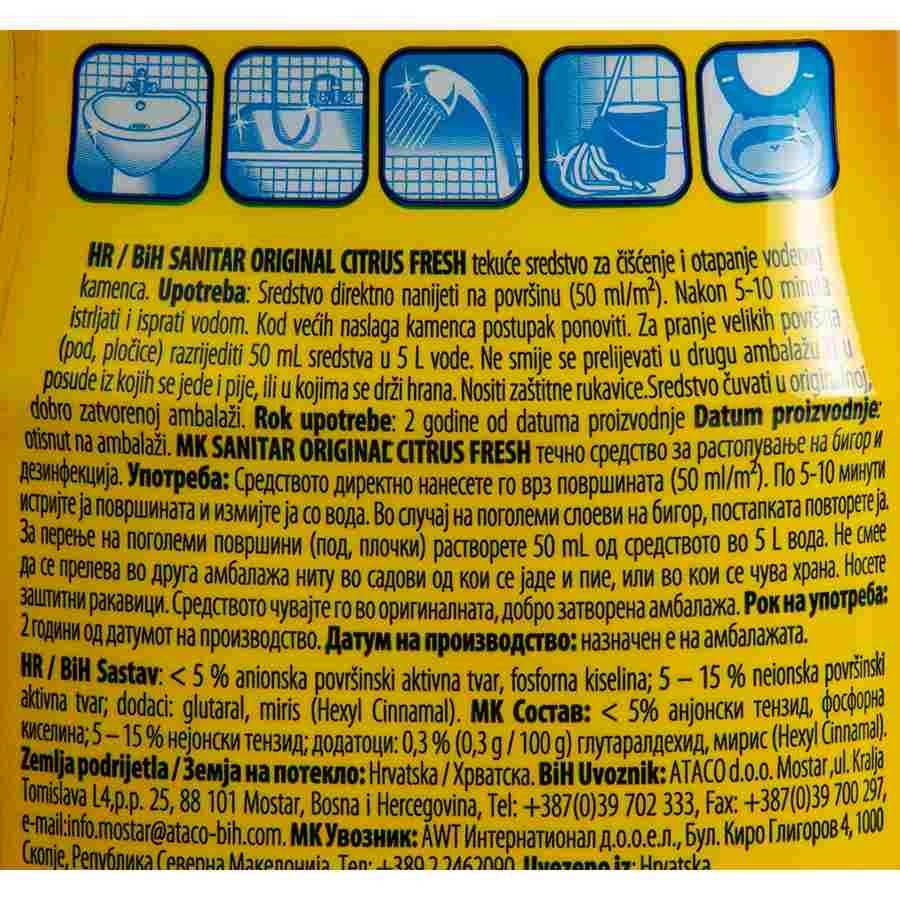 HR / BiH SANITAR ORIGINAL CITRUS FRESH tekuće sredstvo za čišćenje i otapanje vodenog
kamenca. Upotreba: Sredstvo direktno nanijeti na površinu (50 ml/m²). Nakon 5-10 minuta
istrljati i isprati vodom. Kod većih naslaga kamenca postupak ponoviti. Za pranje velikih površina
(pod, pločice) razrijediti 50 mL sredstva u 5 L vode. Ne smije se prelijevati u drugu ambalažu u
posude iz kojih se jede i pije, ili u kojima se drži hrana. Nositi zaštitne rukavice.Sredstvo čuvati u originalnoj,
dobro zatvorenoj ambalaži. Rok upotrebe: 2 godine od datuma proizvodnje Datum proizvodnje:
otisnut na ambalaži. MK SANITAR ORIGINAL CITRUS FRESH течно средство за растопување на бигор и
дезинфекција. Употреба: Средството директно нанесете го врз површината (50 ml/m²). По 5-10 минути
истријте ја површината и измијте ја со вода. Во случај на поголеми слоеви на бигор, постапката повторете ја.
За перење на поголеми површини (под, плочки) растворете 50 mL од средството во 5 L вода. Не смее
да се прелева во друга амбалажа ниту во садови од кои се јаде и пие, или во кои се чува храна. Носете
заштитни ракавици. Средството чувајте го во оригиналната, добро затворена амбалажа. Рок на употреба:
2 години од датумот на производство. Датум на производство: назначен е на амбалажата.
HR / BiH Sastav: < 5 % anionska površinski aktivna tvar, fosforna kiselina; 5 – 15 % neionska površinski
aktivna tvar; dodaci: glutaral, miris (Hexyl Cinnamal). MK Состав: < 5% анјонски тензид, фосфорна
киселина; 5 – 15 % нејонски тензид; додатоци: 0,3 % (0,3 g / 100 g) глутаралдехид, мирис (Hexyl Cinnamal).
Zemlja podrijetla / Земја на потекло: Hrvatska / Хрватска. BiH Uvoznik: ATACO d.o.o. Mostar ,ul. Kralja
Tomislava L4,p.p. 25, 88 101 Mostar, Bosna i Hercegovina, Tel: +387(0)39 702 333, Fax: +387(0)39 700 297,
e-mail:info.mostar@ataco-bih.com. МК Увозник: АWT Интернатионал д.о.о.е.л., Бул. Киро Глигоров 4, 1000
Скопје, Република Северна Македонија, Тел: +389 2 2462090. Uvezeno iz: Hrvatska